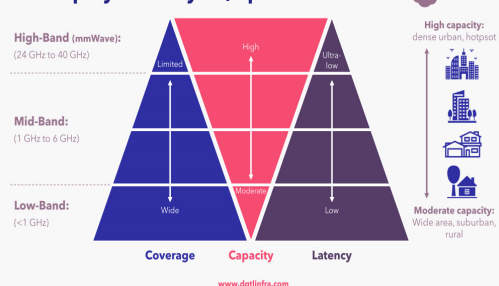 High-Band (mmWave):
(24 GHz to 40 GHz)
Mid-Band:
(1 GHz to 6 GHz)
Low-Band:
(<1 GHz)
Limited
Wide
High
Moderate
Ultra-
low
Low
Coverage
Capacity
Latency
High capacity:
dense urban, hotpsot
Moderate capacity:
Wide area, suburban,
rural
www.dgtlinfra.com